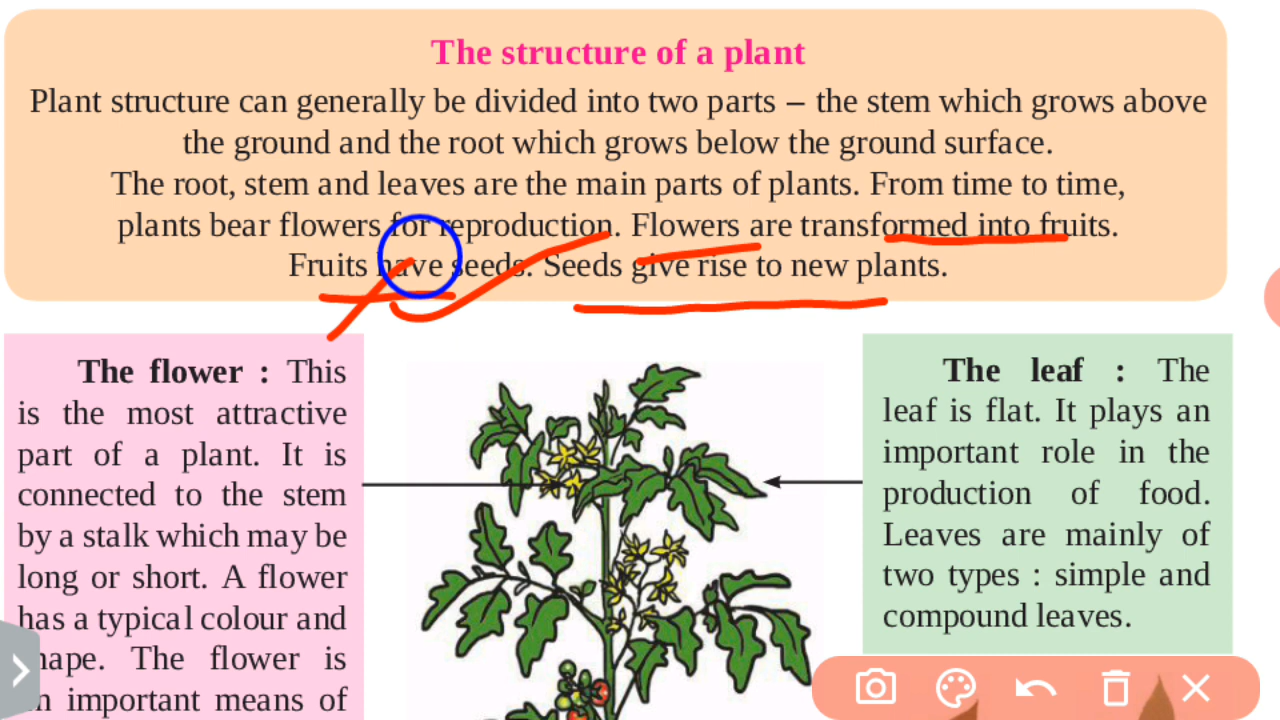 The structure of a plant
Plant structure can generally be divided into two parts – the stem which grows above
the ground and the root which grows below the ground surface.
The root, stem and leaves are the main parts of plants. From time to time,
plants bear flowers for reproduction. Flowers are transformed into fruits.
Fruits have seeds. Seeds give rise to new plants.
The flower : This
is the most attractive
part of a plant. It is
connected to the stem
by a stalk which may be
long or short. A flower
has a typical colour and
shape. The flower is
an important means of
The leaf : The
leaf is flat. It plays an
important role in the
production of food.
Leaves are mainly of
two types : simple and
compound leaves.